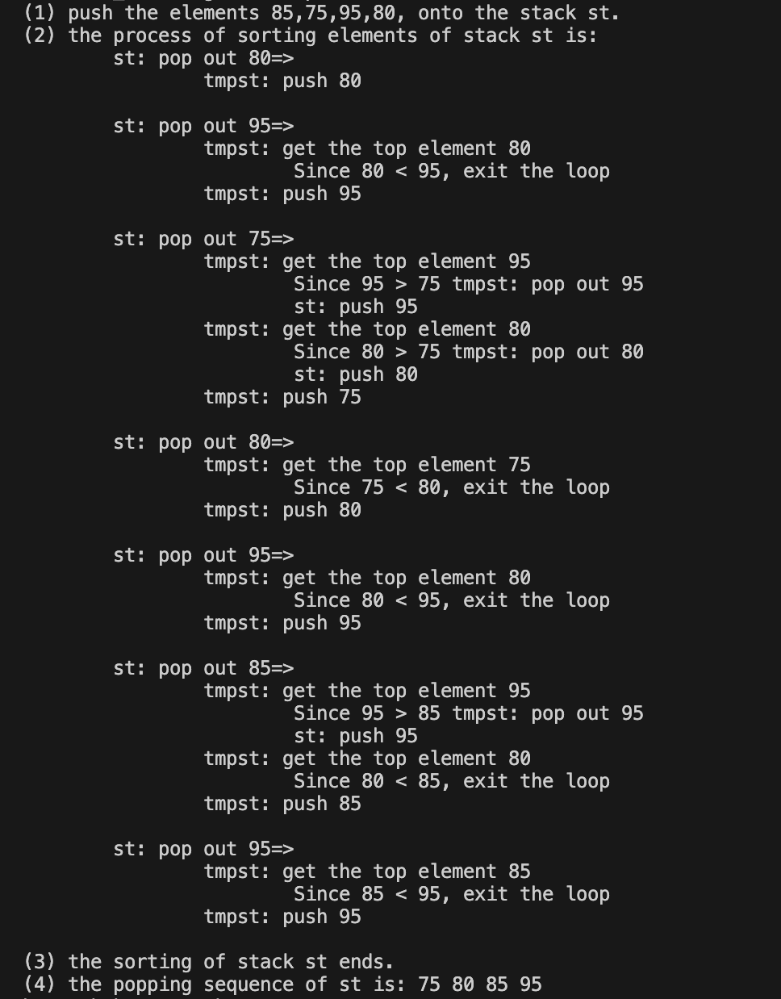 (1) push the elements 85,75,95,80, onto the stack st.
(2) the process of sorting elements of stack st is:
st: pop out 80=>
tmpst: push 80
st: pop out 95=>
tmpst: get the top element 80
Since 80 < 95, exit the loop
tmpst: push 95
st: pop out 75=>
tmpst: get the top element 95
Since 95 > 75 tmpst: pop out 95
st: push 95
tmpst: get the top element 80
Since 80 > 75 tmpst: pop out 80
st: push 80
tmpst: push 75
st: pop out 80=>
tmpst: get the top element 75
Since 75 < 80, exit the loop
tmpst: push 80
st: pop out 95=>
tmpst: get the top element 80
Since 80 < 95, exit the loop
tmpst: push 95
st: pop out 85=>
tmpst: get the top element 95
Since 95 > 85 tmpst: pop out 95
st: push 95
tmpst: get the top element 80
Since 80 < 85, exit the loop
tmpst: push 85
st: pop out 95=>
tmpst: get the top element 85
Since 85 < 95, exit the loop
tmpst: push 95
(3) the sorting of stack st ends.
(4) the popping sequence of st is: 75 80 85 95